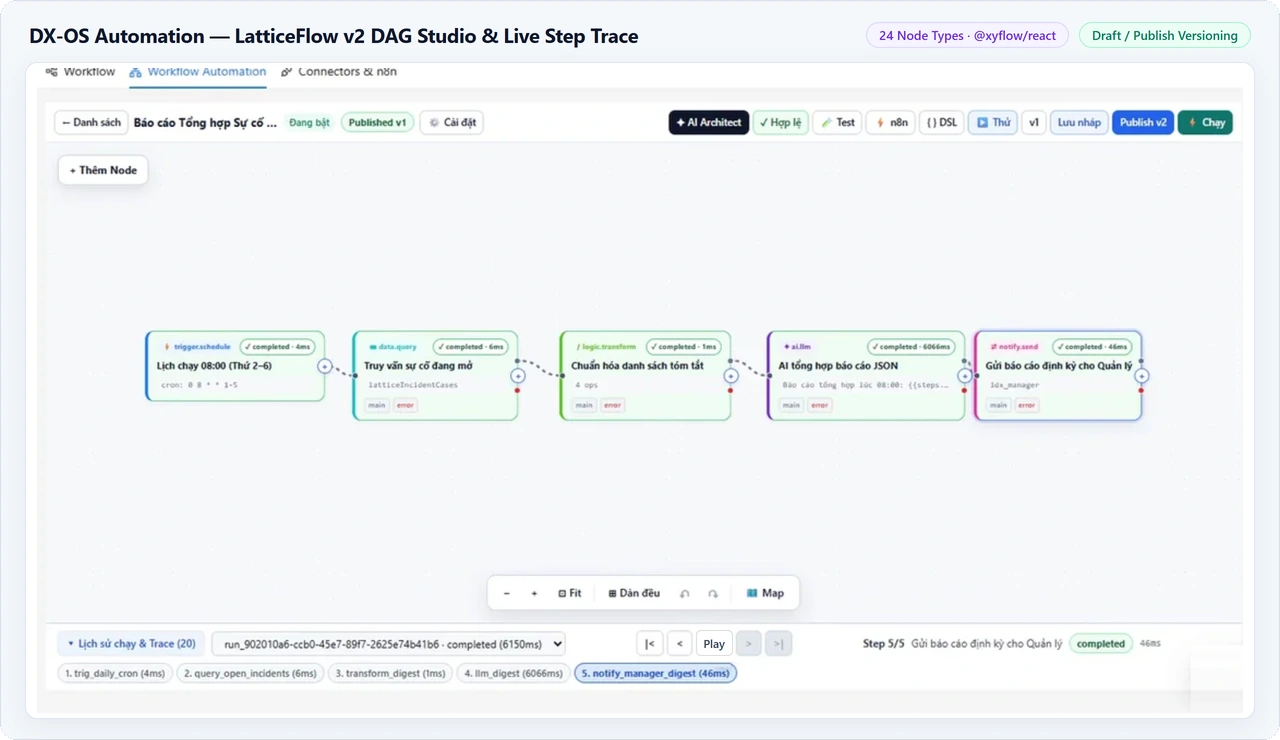 DX-OS Automation — LatticeFlow v2 DAG Studio & Live Step Trace
24 Node Types · @xyflow/react
Draft / Publish Versioning
Workflow
Workflow Automation
Connectors & n8n
← Danh sách
Báo cáo Tổng hợp Sự cố ...
Đang bật
Published v1
Cài đặt
✦ AI Architect
✓ Hợp lệ
Test
n8n
{ } DSL
Thử
v1
Lưu nháp
Publish v2
Chạy
+ Thêm Node
trigger.schedule
✓ completed · 4ms
Lịch chạy 08:00 (Thứ 2–6)
cron: 0 8 * * 1-5
data.query
✓ completed · 6ms
Truy vấn sự cố đang mở
latticeIncidentCases
main
error
ƒ logic.transform
✓ completed · 1ms
Chuẩn hóa danh sách tóm tắt
4 ops
main
error
✦ ai.llm
✓ completed · 6066ms
AI tổng hợp báo cáo JSON
Báo cáo tổng hợp lúc 08:00: {{steps...
main
error
notify.send
✓ completed · 46ms
Gửi báo cáo định kỳ cho Quản lý
idx_manager
main
error
− + Fit
Dàn đều
Map
▾ Lịch sử chạy & Trace (20)
run_902010a6-ccb0-45e7-89f7-2625e74b41b6 · completed (6150ms)
|<
<
Play
>
>|
Step 5/5 Gửi báo cáo định kỳ cho Quản lý
completed
46ms
1. trig_daily_cron (4ms)
2. query_open_incidents (6ms)
3. transform_digest (1ms)
4. llm_digest (6066ms)
5. notify_manager_digest (46ms)